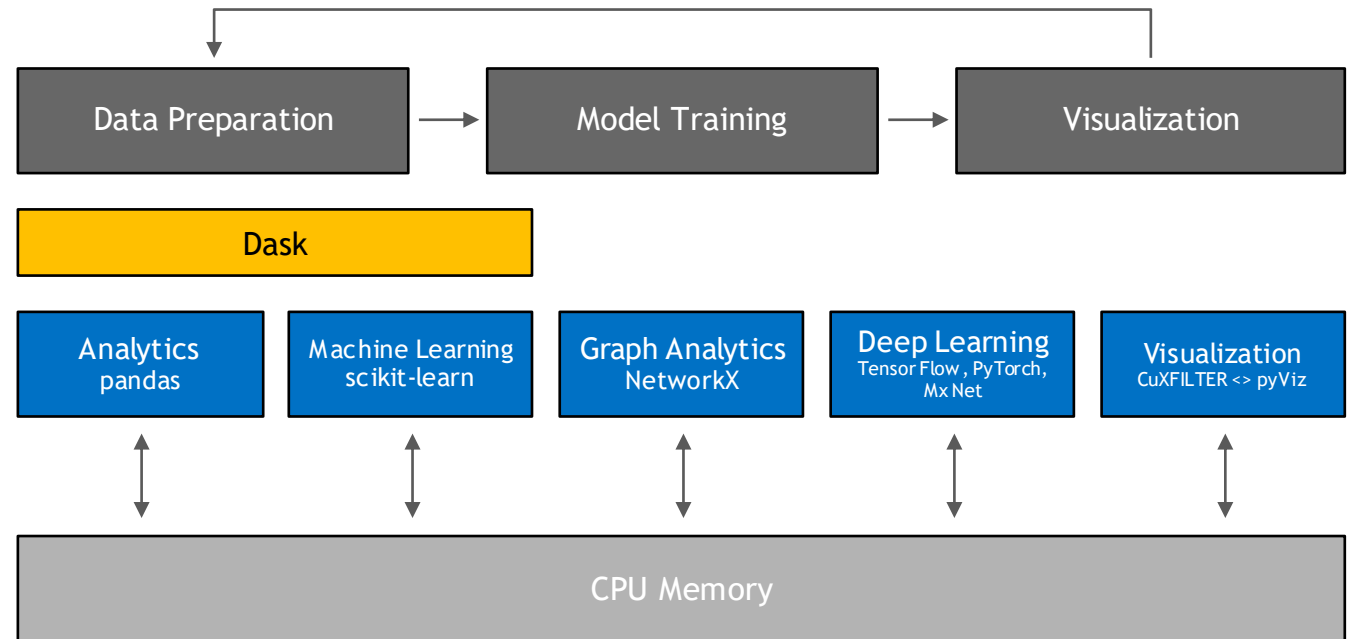 Data Preparation
Model Training
Visualization
Dask
Analytics
pandas
Machine Learning
scikit-learn
Graph Analytics
NetworkX
Deep Learning
Tensor Flow , PyTorch,
Mx Net
Visualization
CuXFILTER <> pyViz
CPU Memory